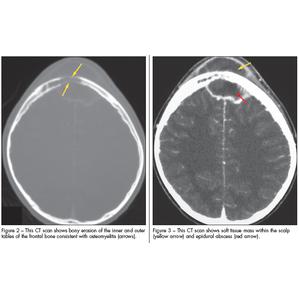 Figure 2 – This CT scan shows bony erosion of the inner and outer
tables of the frontal bone consistent with osteomyelitis (arrows).
Figure 3 – This CT scan shows soft tissue mass within the scalp
(yellow arrow) and epidural abscess (red arrow).